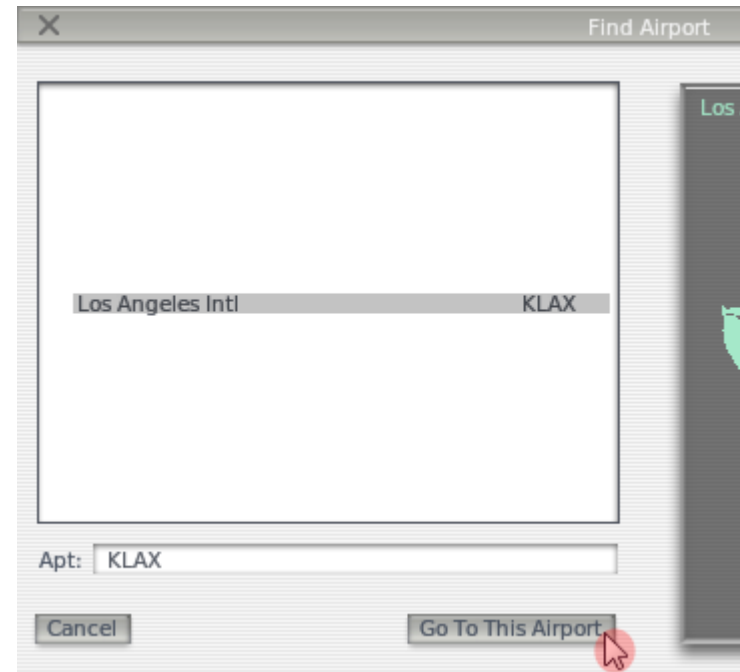 Find Airport
Los
Los Angeles Intl KLAX
Apt: KLAX
Cancel Go To This Airport